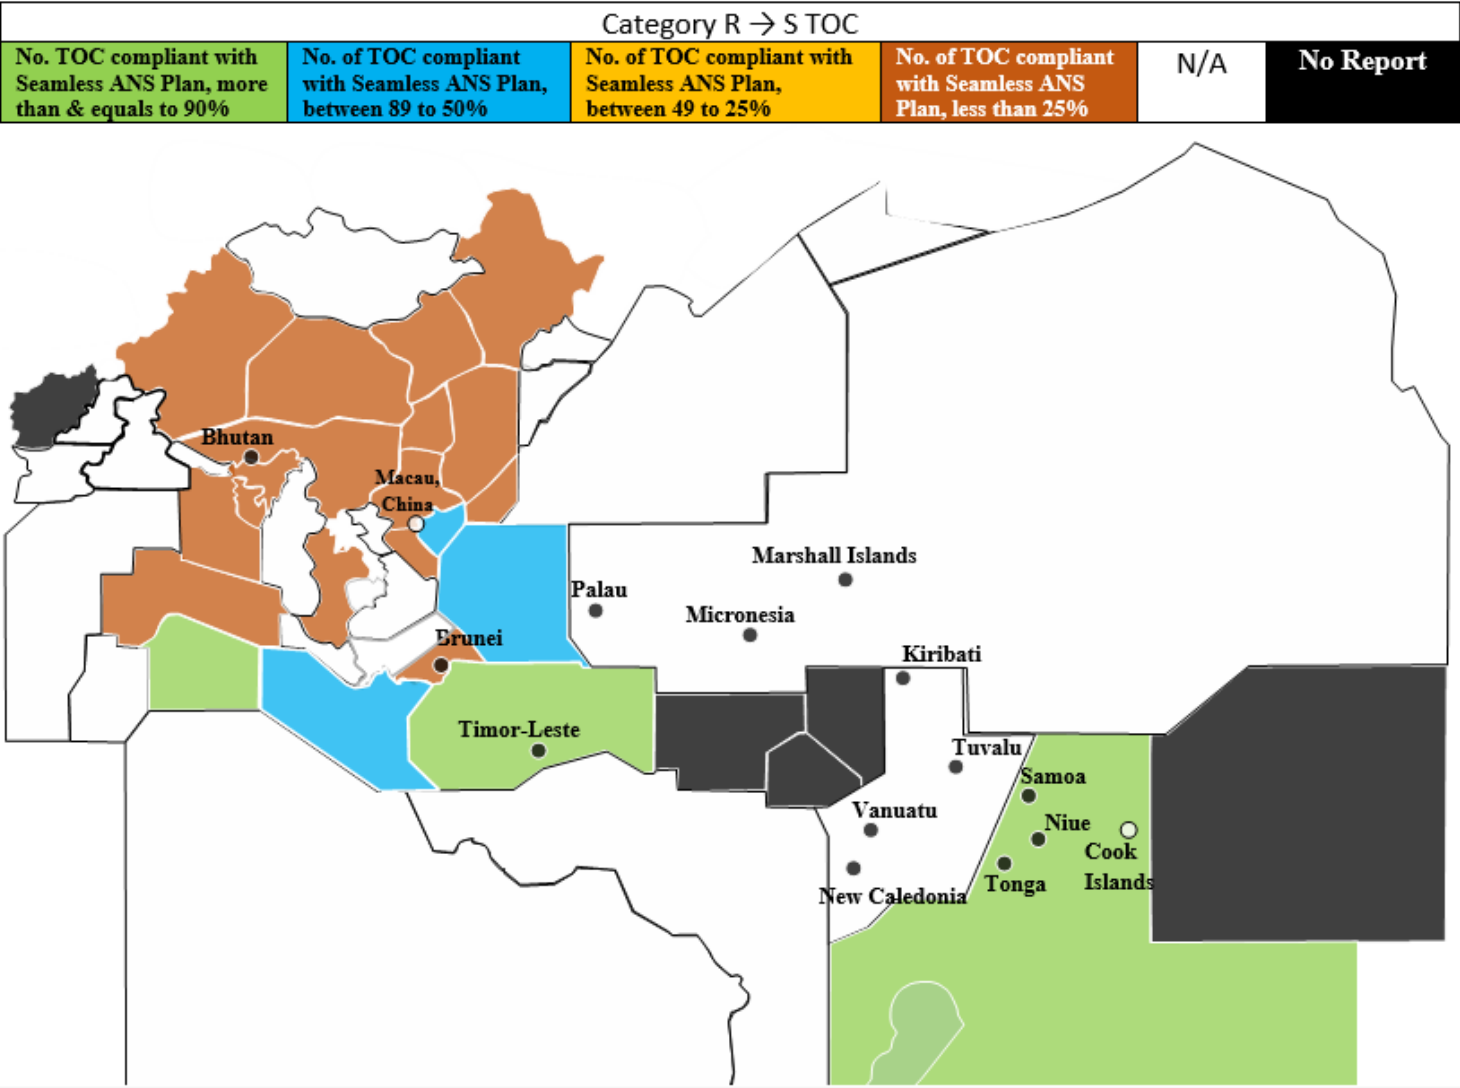 Category R → S TOC
No. TOC compliant with
Seamless ANS Plan, more
than & equals to 90%
No. of TOC compliant
with Seamless ANS Plan,
between 89 to 50%
No. of TOC compliant with
Seamless ANS Plan,
between 49 to 25%
No. of TOC compliant
with Seamless ANS
Plan, less than 25%
N/A
No Report
Bhutan
Macau,
China
Marshall Islands
Palau
Micronesia
Brunei
Kiribati
Timor-Leste
Tuvalu
Samoa
Vanuatu
Niue
Cook
Islands
Tonga
New Caledonia